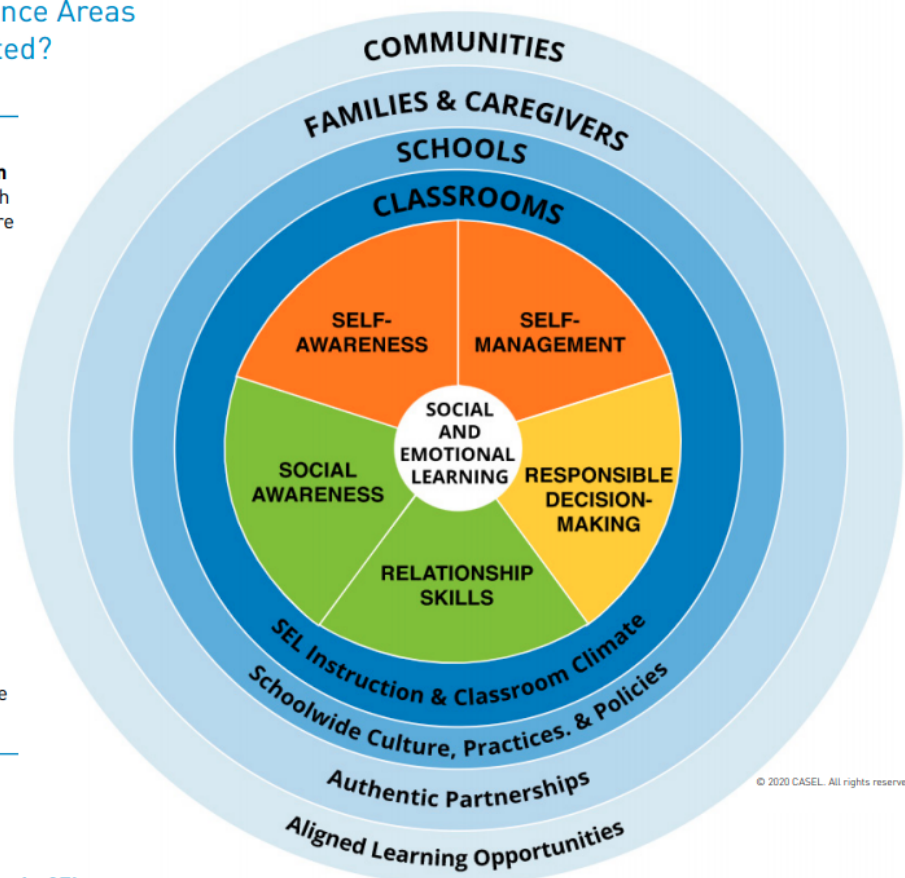 nce Areas
ted?
n
h
re
e
COMMUNITIES
FAMILIES & CAREGIVERS
SCHOOLS
CLASSROOMS
SELF-
AWARENESS
SELF-
MANAGEMENT
SOCIAL
AND
EMOTIONAL
LEARNING
SOCIAL
AWARENESS
RESPONSIBLE
DECISION-
MAKING
RELATIONSHIP
SKILLS
SEL Instruction & Classroom Climate
Schoolwide Culture, Practices. & Policies
Authentic Partnerships
Aligned Learning Opportunities
© 2020 CASEL. All rights reserve